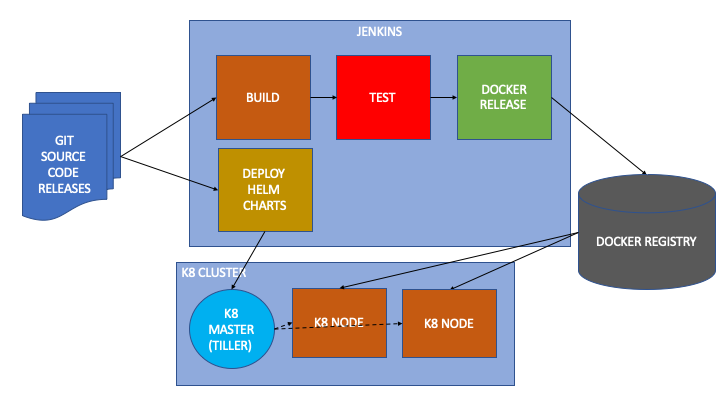 JENKINS
BUILD
TEST
DOCKER
RELEASE
GIT
SOURCE
CODE
RELEASES
DEPLOY
HELM
CHARTS
DOCKER REGISTRY
K8 CLUSTER
K8
MASTER
(TILLER)
K8 NODE
K8 NODE